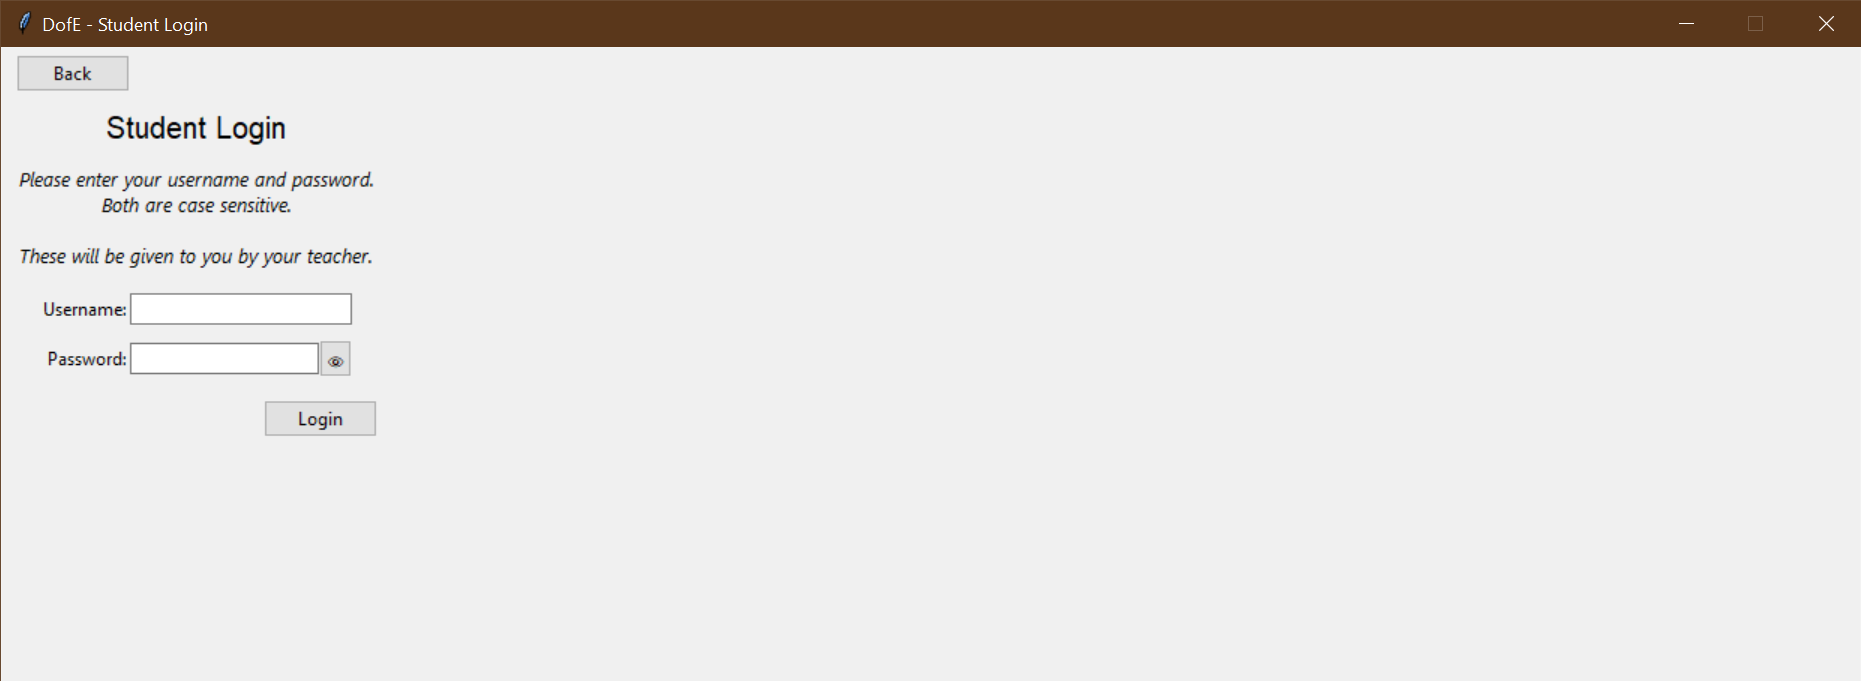 DofE - Student Login
Back
Student Login
Please enter your username and password.
Both are case sensitive.
These will be given to you by your teacher.
Username:
Password:
Login